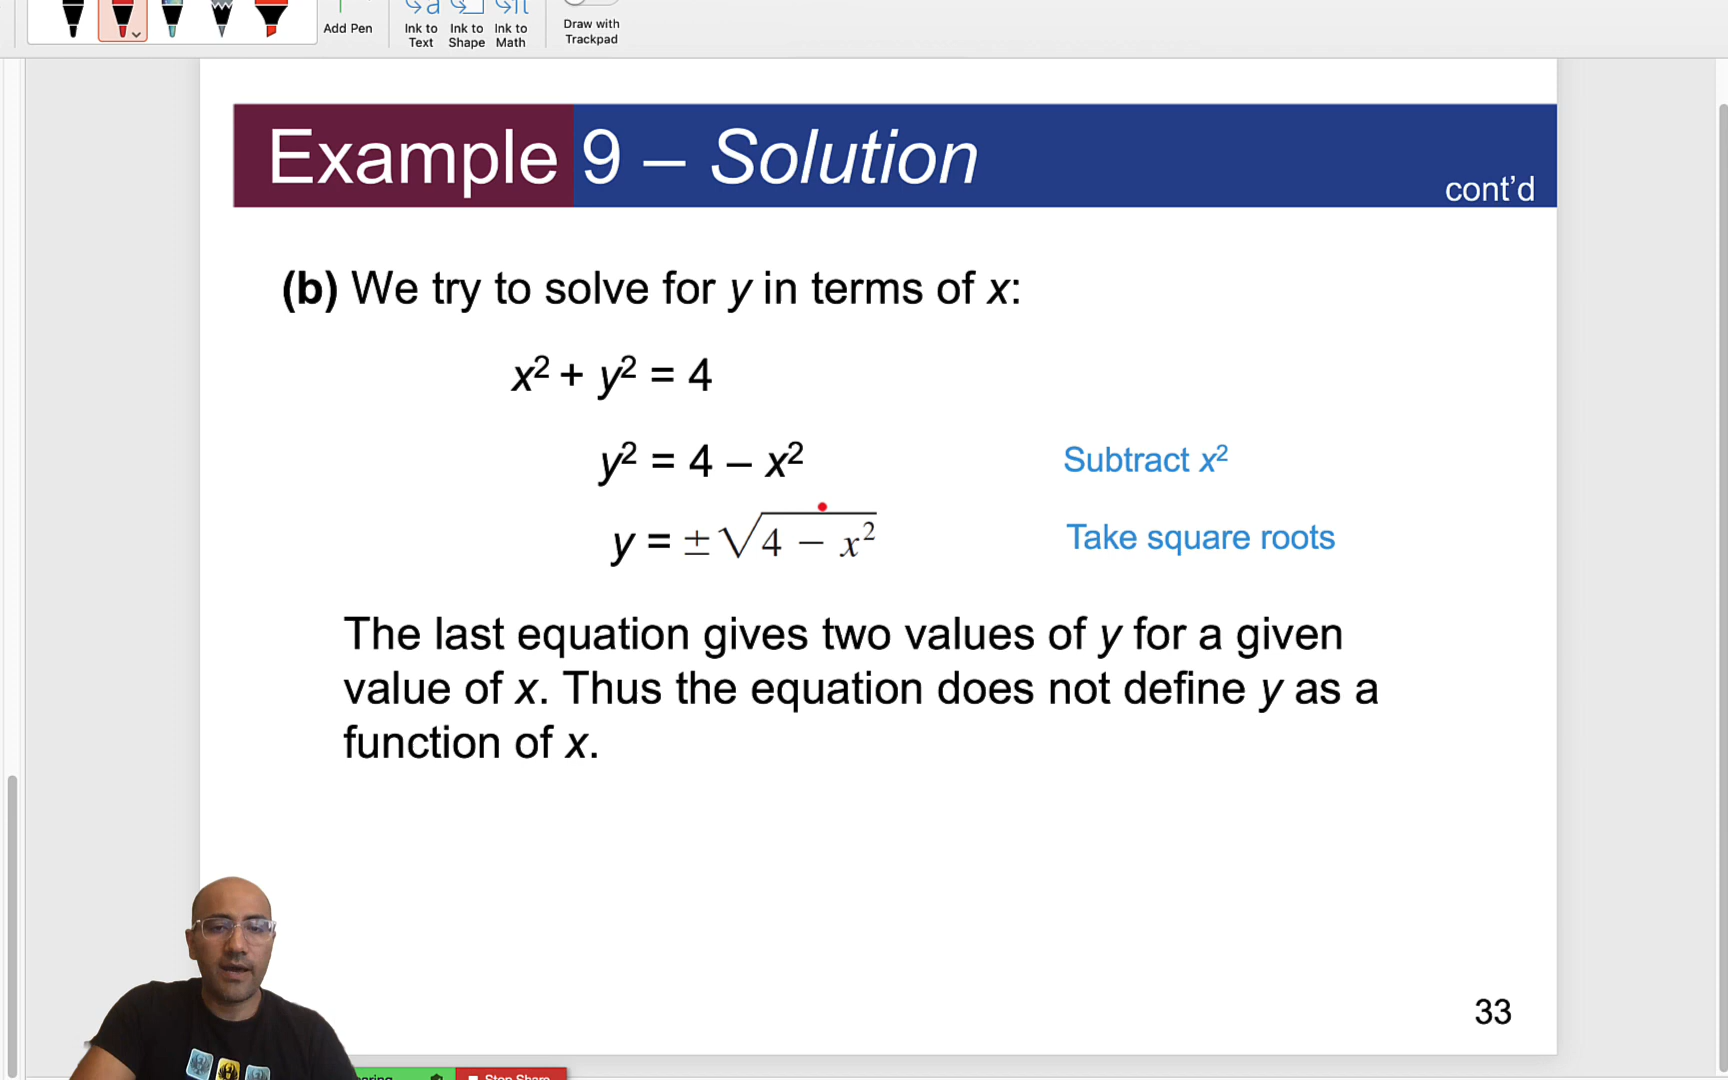 Add Pen
Ink to Text
Ink to Shape
Ink to Math
Draw with Trackpad
Example 9 – Solution
cont’d
(b) We try to solve for y in terms of x:
x² + y² = 4
y² = 4 – x²
Subtract x²
y = ±√(4 − x²)
Take square roots
The last equation gives two values of y for a given
value of x. Thus the equation does not define y as a
function of x.
33
Stop Share